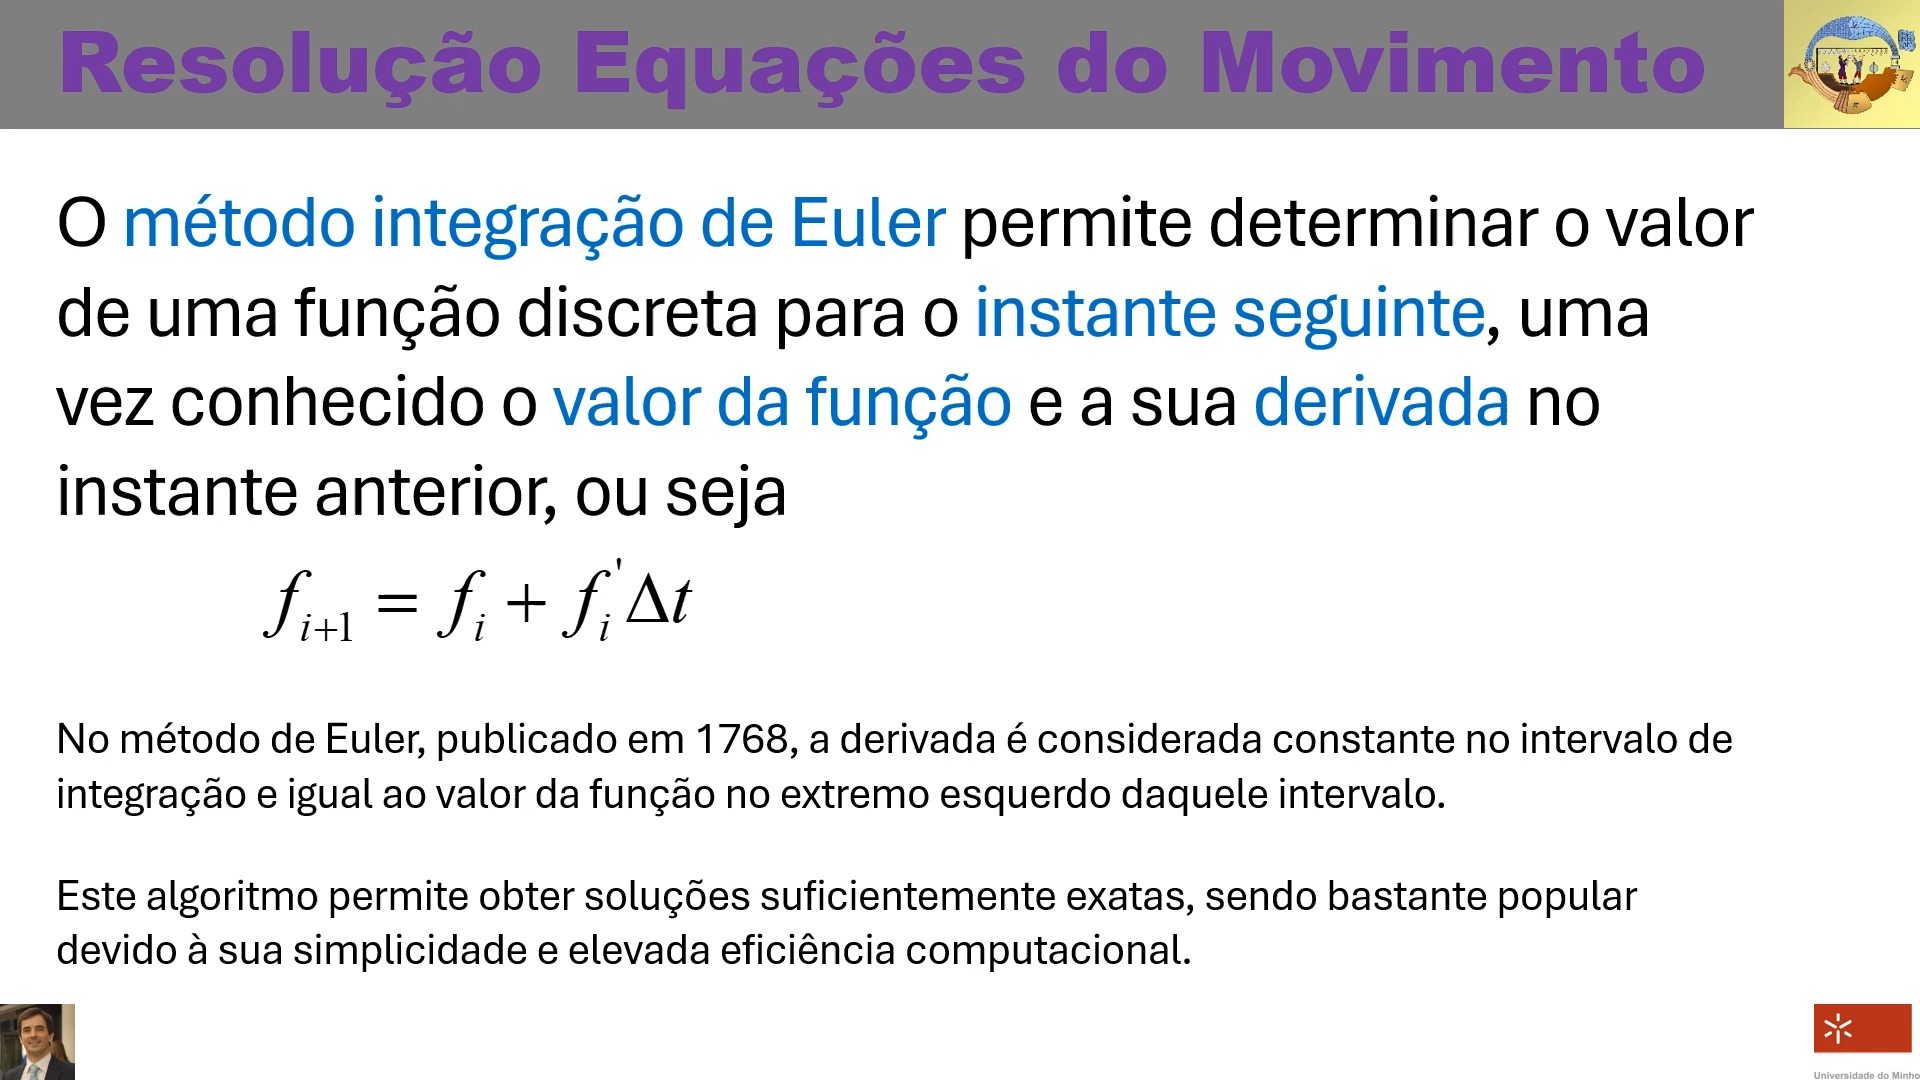 Resolução Equações do Movimento
O método integração de Euler permite determinar o valor
de uma função discreta para o instante seguinte, uma
vez conhecido o valor da função e a sua derivada no
instante anterior, ou seja
f_{i+1} = f_i + f_i' Δt
No método de Euler, publicado em 1768, a derivada é considerada constante no intervalo de
integração e igual ao valor da função no extremo esquerdo daquele intervalo.
Este algoritmo permite obter soluções suficientemente exatas, sendo bastante popular
devido à sua simplicidade e elevada eficiência computacional.
Universidade do Minho